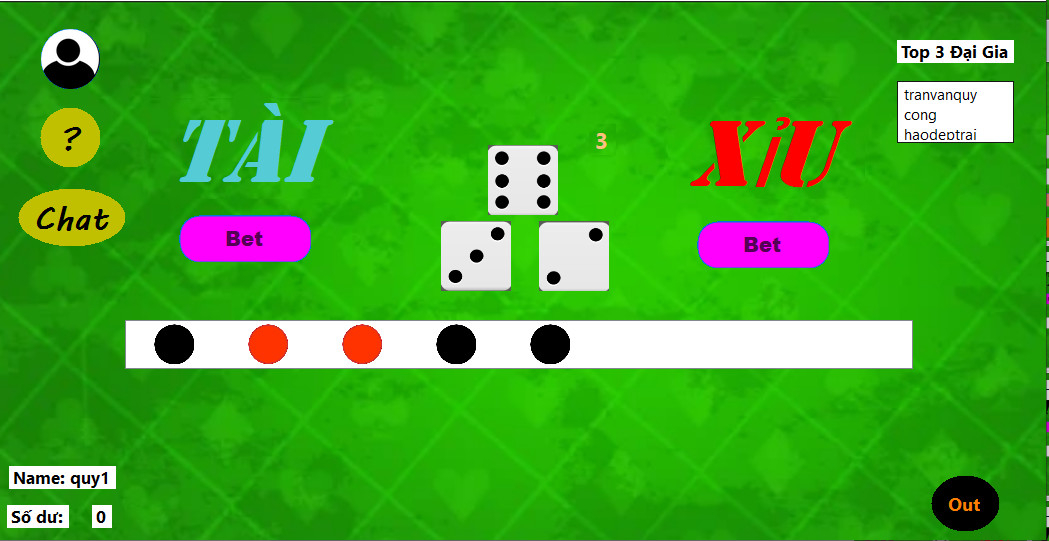 Top 3 Đại Gia
tranvanquy
cong
haodeptrai
?
Chat
TÀI
3
XỈU
Bet
Bet
Name: quy1
Số dư: 0
Out